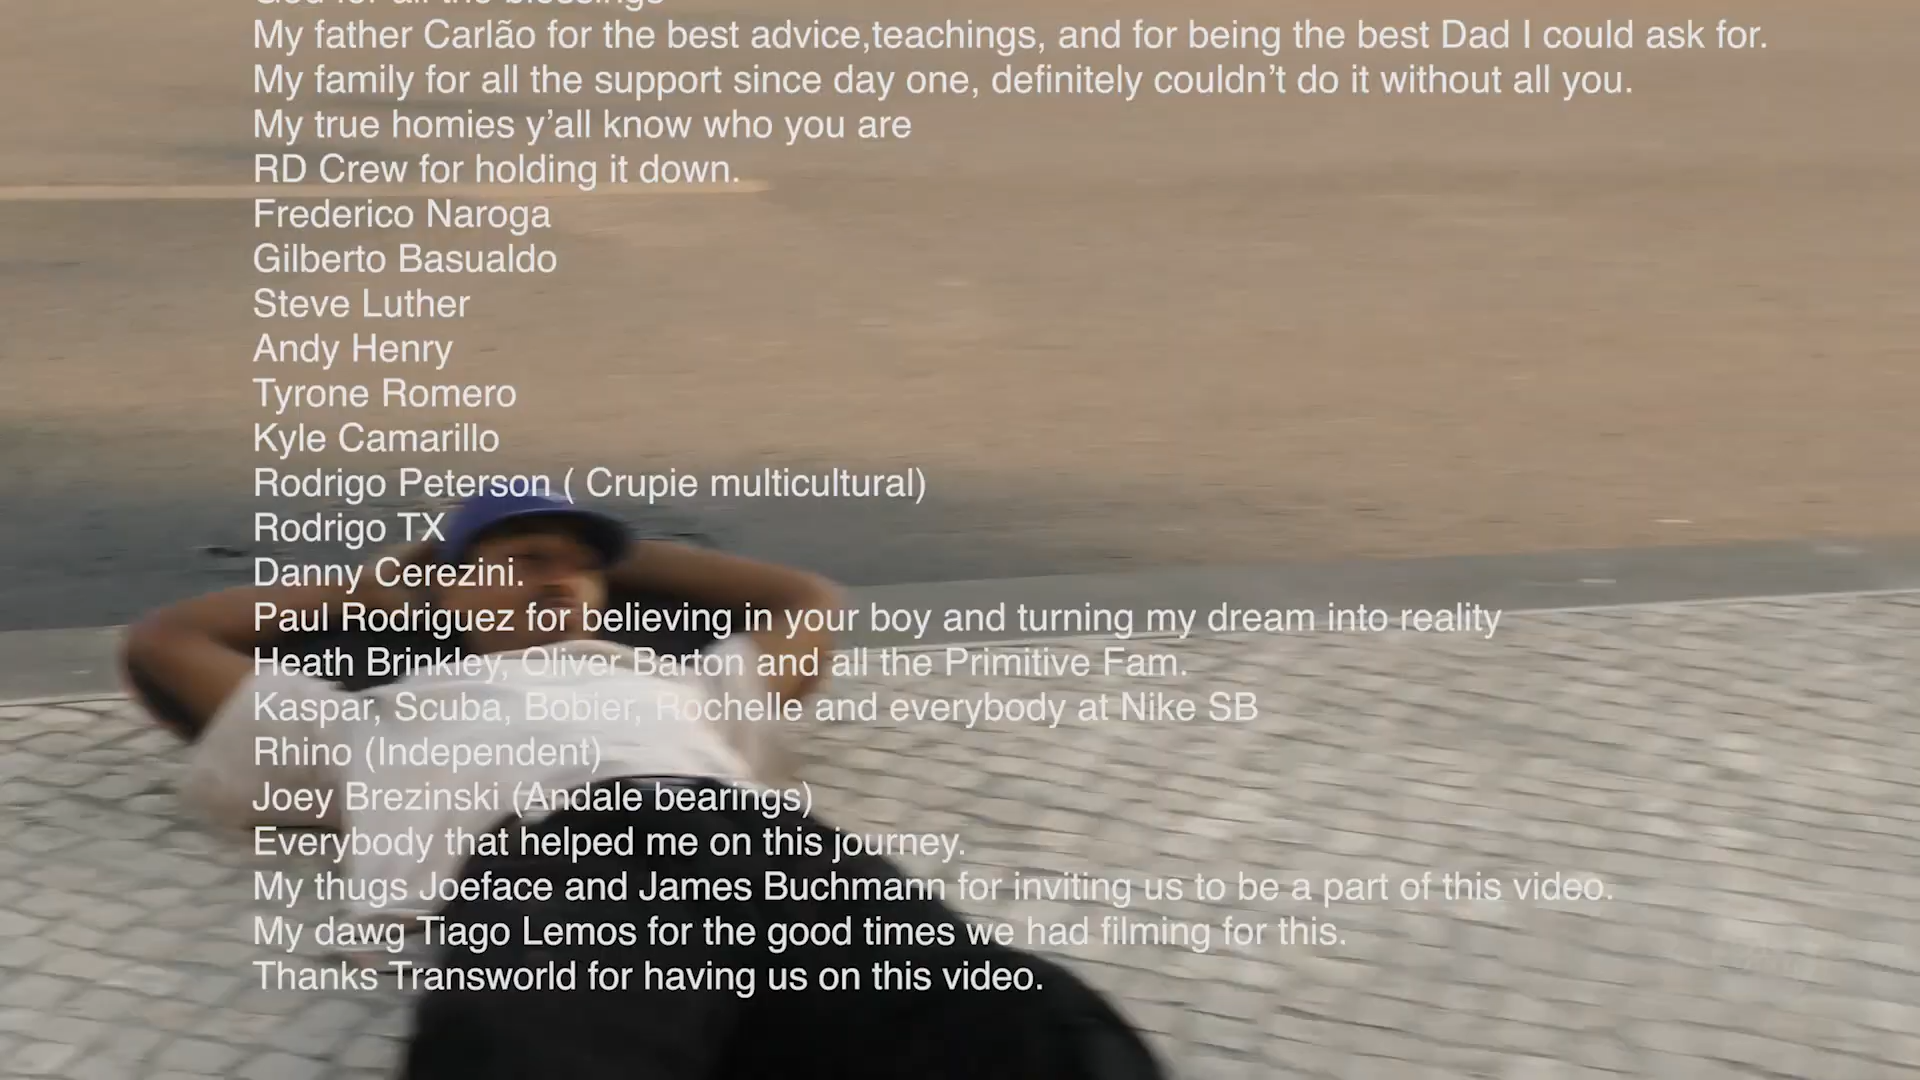 God for all the blessings
My father Carlão for the best advice,teachings, and for being the best Dad I could ask for.
My family for all the support since day one, definitely couldn’t do it without all you.
My true homies y’all know who you are
RD Crew for holding it down.
Frederico Naroga
Gilberto Basualdo
Steve Luther
Andy Henry
Tyrone Romero
Kyle Camarillo
Rodrigo Peterson ( Crupie multicultural)
Rodrigo TX
Danny Cerezini.
Paul Rodriguez for believing in your boy and turning my dream into reality
Heath Brinkley, Oliver Barton and all the Primitive Fam.
Kaspar, Scuba, Bobier, Rochelle and everybody at Nike SB
Rhino (Independent)
Joey Brezinski (Andale bearings)
Everybody that helped me on this journey.
My thugs Joeface and James Buchmann for inviting us to be a part of this video.
My dawg Tiago Lemos for the good times we had filming for this.
Thanks Transworld for having us on this video.